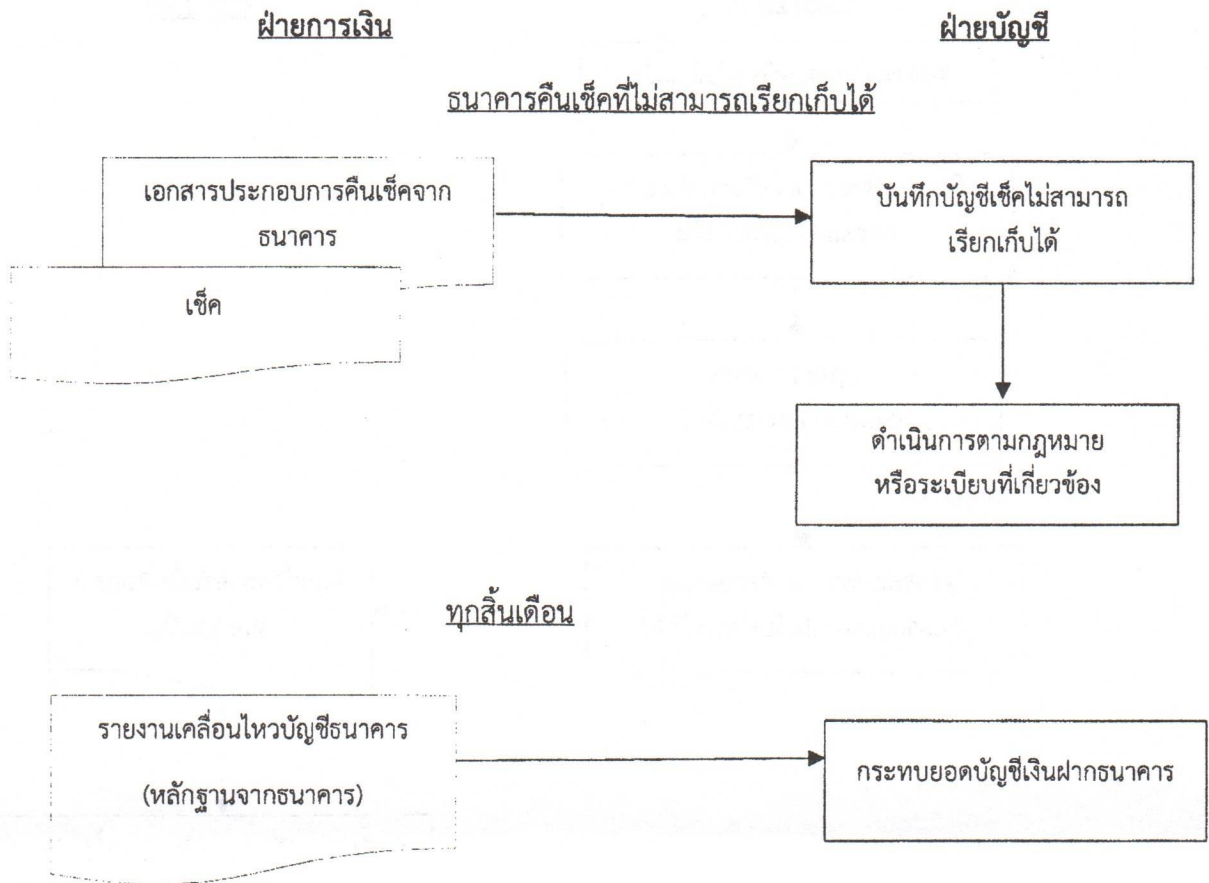 ฝ่ายการเงิน
ฝ่ายบัญชี
ธนาคารคืนเช็คที่ไม่สามารถเรียกเก็บได้
เอกสารประกอบการคืนเช็คจาก
ธนาคาร
เช็ค
บันทึกบัญชีเช็คไม่สามารถ
เรียกเก็บได้
ดำเนินการตามกฎหมาย
หรือระเบียบที่เกี่ยวข้อง
ทุกสิ้นเดือน
รายงานเคลื่อนไหวบัญชีธนาคาร
(หลักฐานจากธนาคาร)
กระทบยอดบัญชีเงินฝากธนาคาร